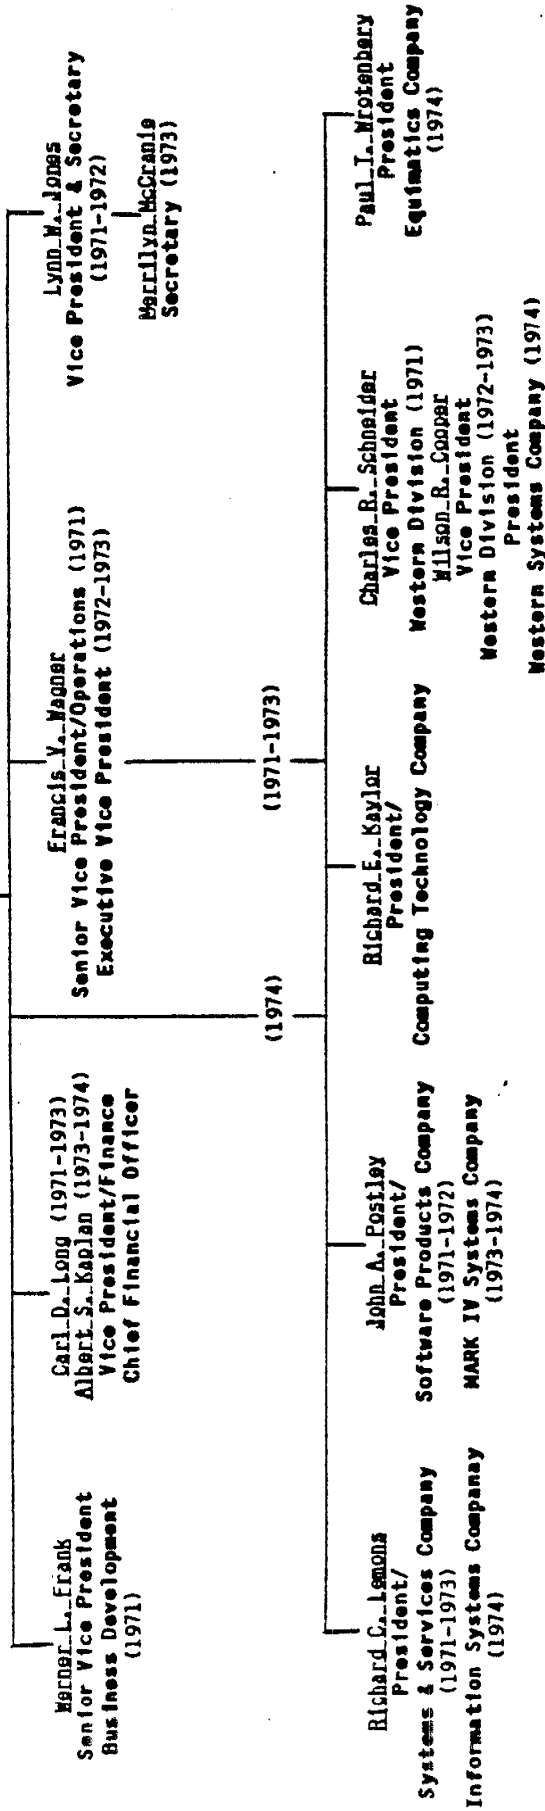 Werner L. Frank
Senior Vice President
Business Development
(1971)
Carl D. Long (1971-1973)
Albert S. Kaplan (1973-1974)
Vice President/Finance
Chief Financial Officer
Francis V. Wagner
Senior Vice President/Operations (1971)
Executive Vice President (1972-1973)
Lynn W. Jones
Vice President & Secretary
(1971-1972)
Merrilyn McCranie
Secretary (1973)
(1974)
(1971-1973)
Richard C. Lemons
President/
Systems & Services Company
(1971-1973)
Information Systems Companay
(1974)
John A. Postley
President/
Software Products Company
(1971-1972)
MARK IV Systems Company
(1973-1974)
Richard E. Kaylor
President/
Computing Technology Company
Charles R. Schneider
Vice President
Western Division (1971)
Wilson R. Cooper
Vice President
Western Division (1972-1973)
President
Western Systems Company (1974)
Paul I. Wrotenbery
President
Equimatics Company
(1974)